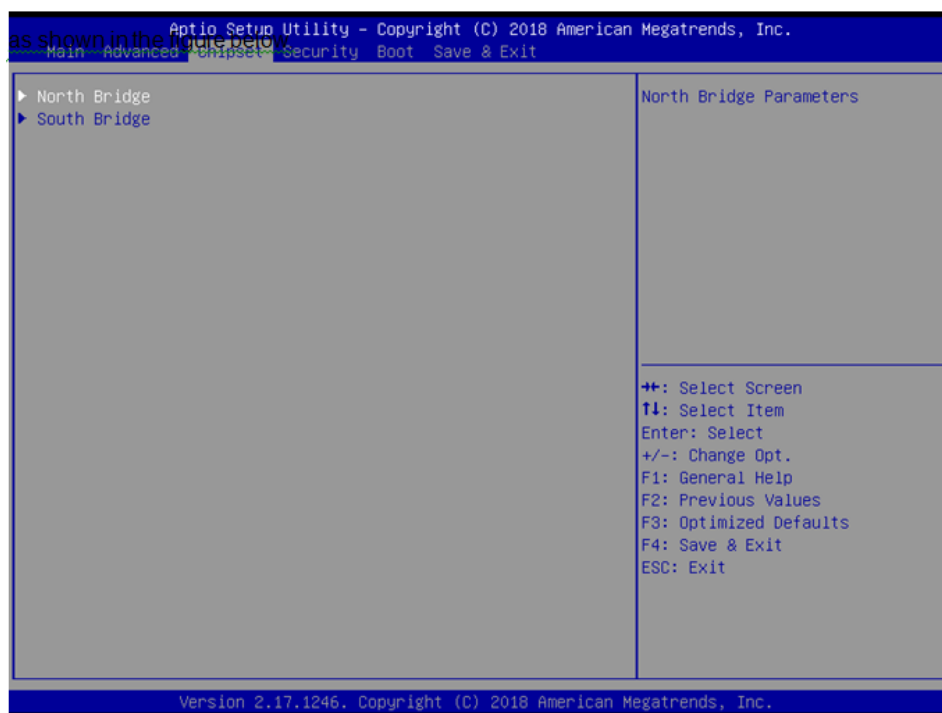 Aptio Setup Utility – Copyright (C) 2018 American Megatrends, Inc.
as shown in the figure below
Main Advanced Chipset Security Boot Save & Exit
► North Bridge
► South Bridge
North Bridge Parameters
→←: Select Screen
↑↓: Select Item
Enter: Select
+/-: Change Opt.
F1: General Help
F2: Previous Values
F3: Optimized Defaults
F4: Save & Exit
ESC: Exit
Version 2.17.1246. Copyright (C) 2018 American Megatrends, Inc.